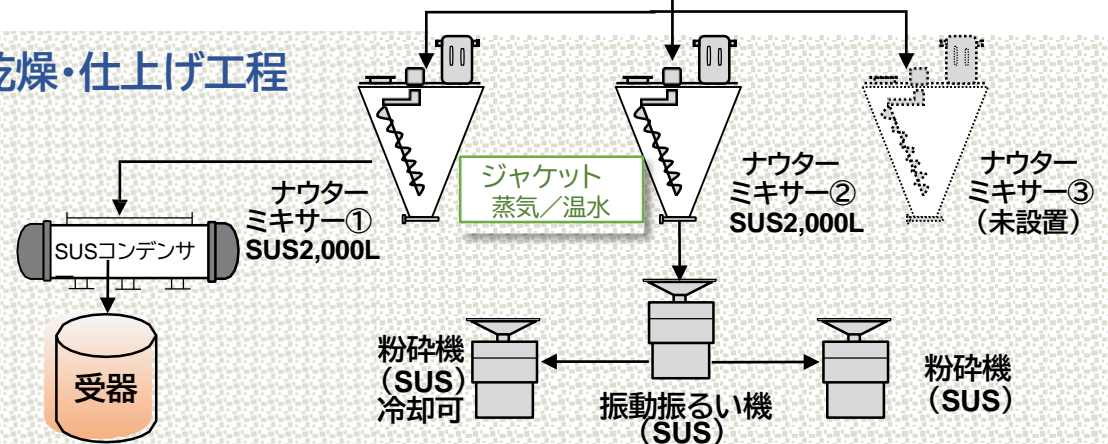 乾燥・仕上げ工程
ナウター
ミキサー①
SUS2,000L
ジャケット
蒸気／温水
ナウター
ミキサー②
SUS2,000L
ナウター
ミキサー③
（未設置）
SUSコンデンサ
受器
粉砕機
（SUS）
冷却可
振動振るい機
（SUS）
粉砕機
（SUS）